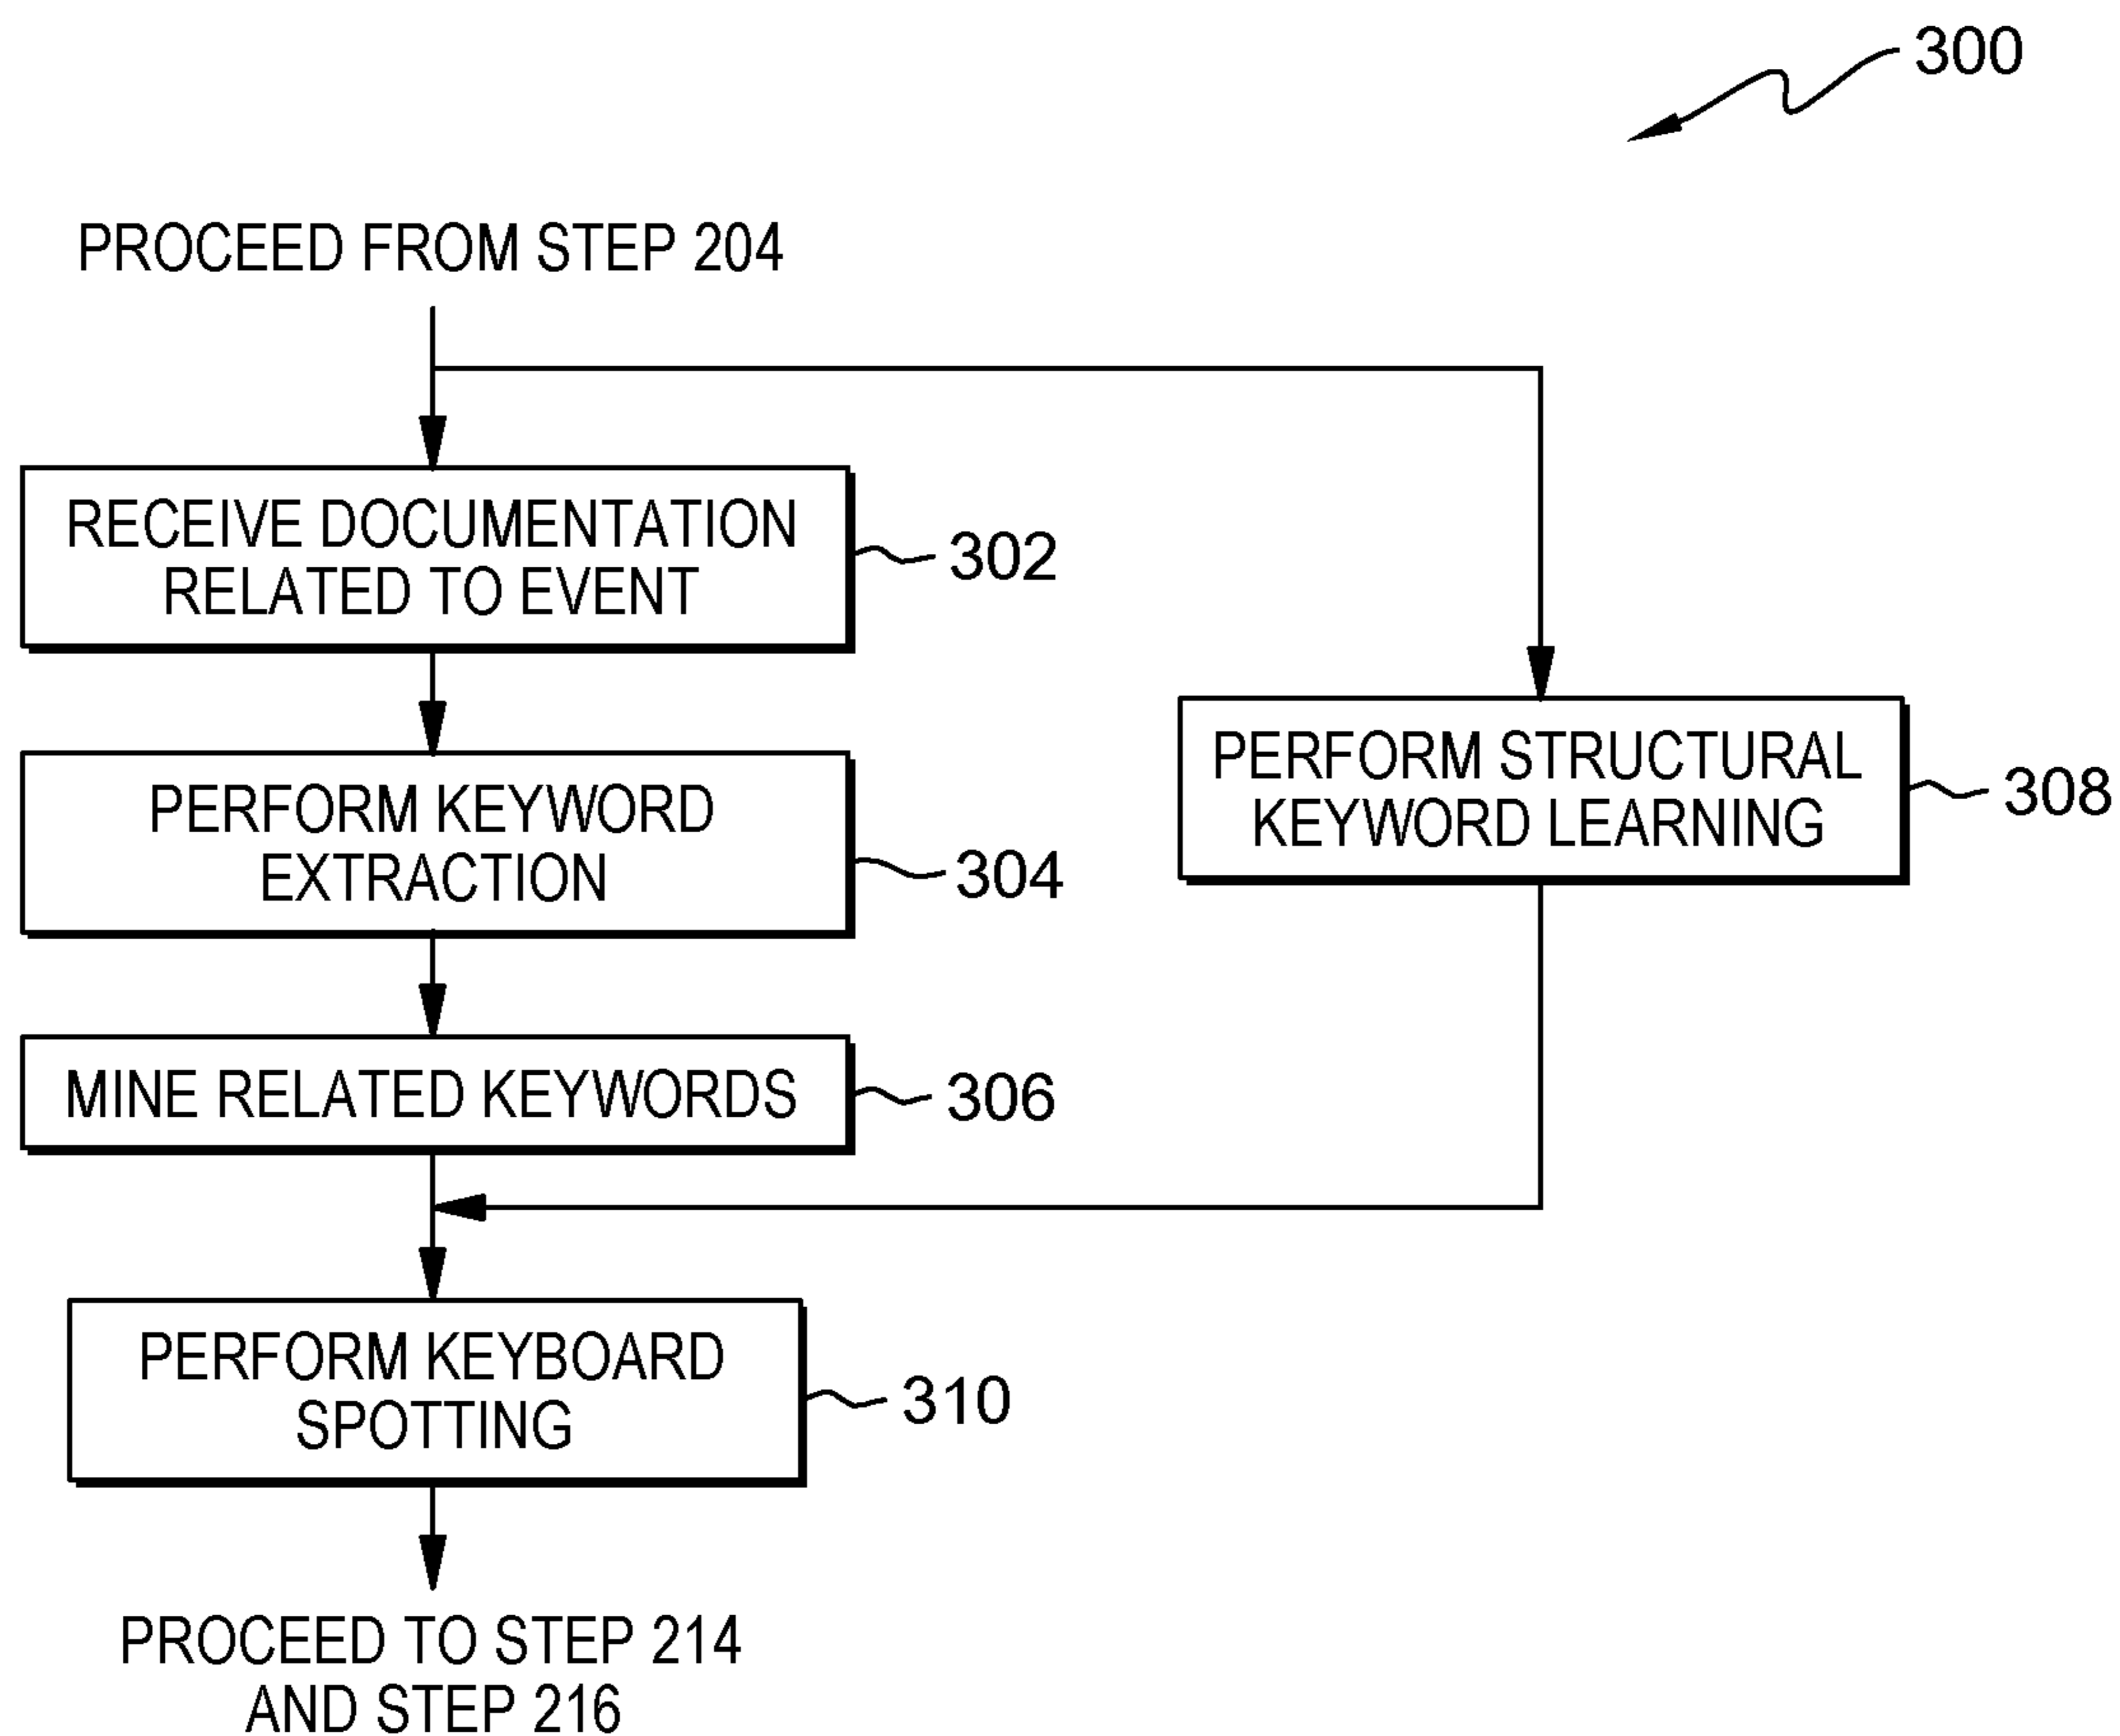 300
PROCEED FROM STEP 204
RECEIVE DOCUMENTATION
RELATED TO EVENT
302
PERFORM KEYWORD
EXTRACTION
304
PERFORM STRUCTURAL
KEYWORD LEARNING
308
MINE RELATED KEYWORDS
306
PERFORM KEYBOARD
SPOTTING
310
PROCEED TO STEP 214
AND STEP 216